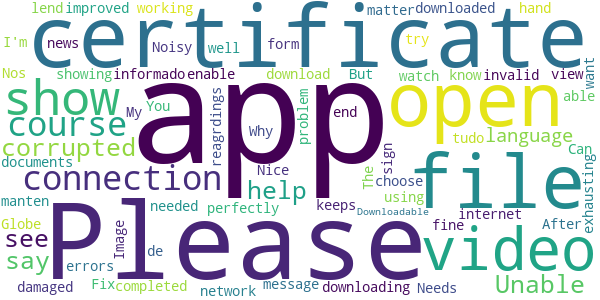 lend improved working matter downloaded hand
I'm certificate
news Noisy well form try
Nos showing informado enable download But watch know invalid view want
show app open able
My You reagrdings Why problem end
course tudo language
corrupted The sign Can
documents connection Nice help keeps choose using file exhausting
manten needed perfectly Downloadable internet
Globe Please Image fine After
see de video
say errors Unable
damaged Fix completed network message downloading Needs